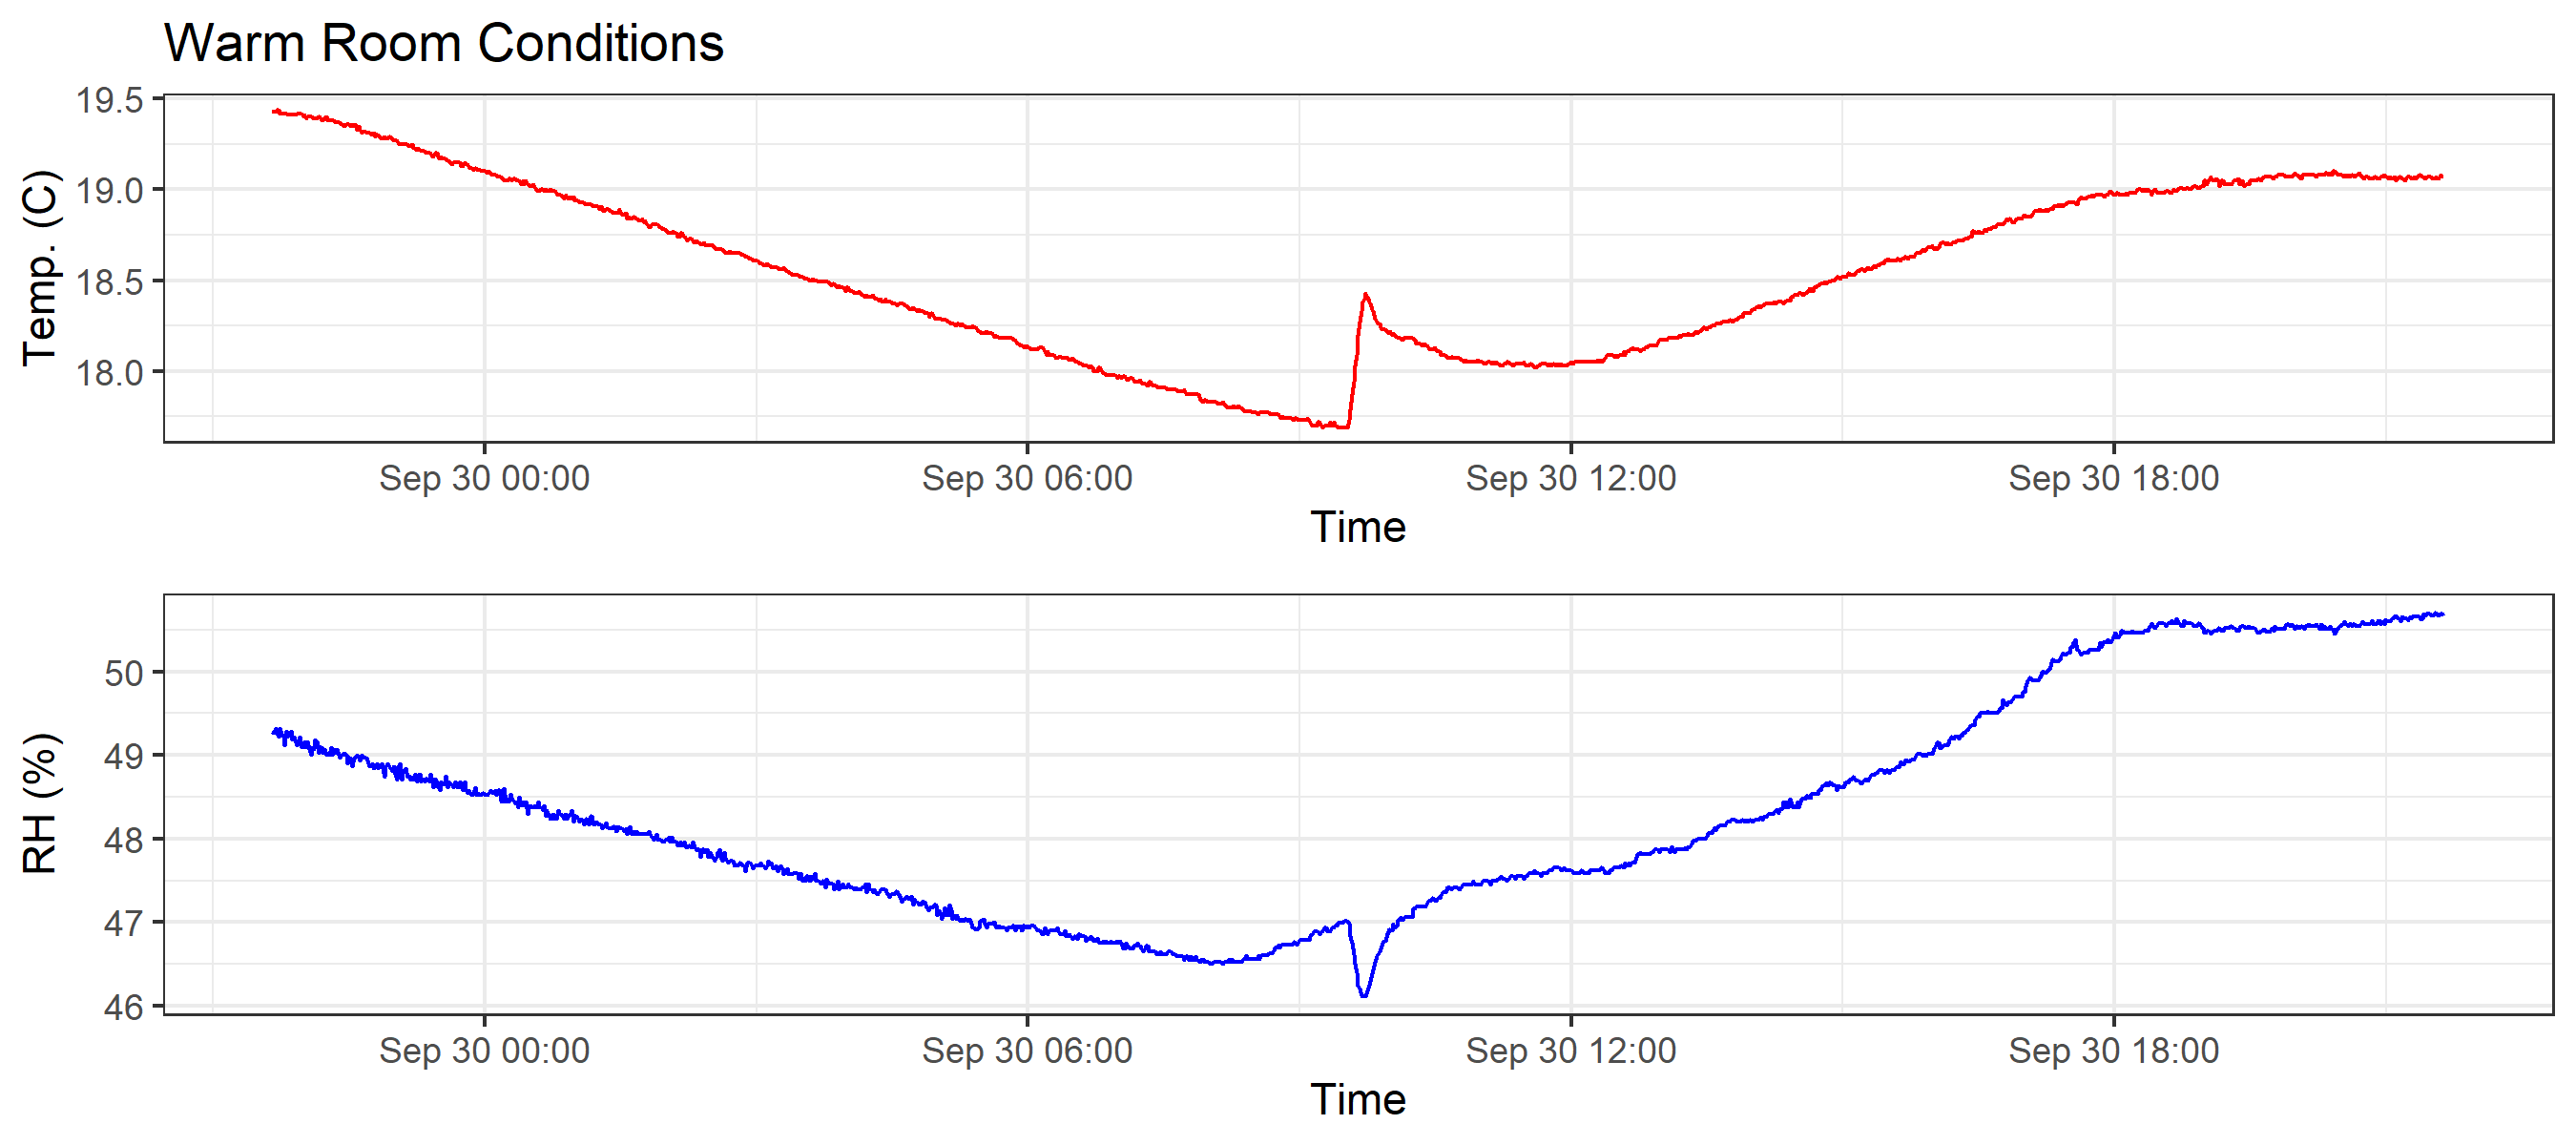 Warm Room Conditions
Temp. (C)
19.5
19.0
18.5
18.0
Sep 30 00:00 Sep 30 06:00 Sep 30 12:00 Sep 30 18:00
Time
RH (%)
50
49
48
47
46
Sep 30 00:00 Sep 30 06:00 Sep 30 12:00 Sep 30 18:00
Time